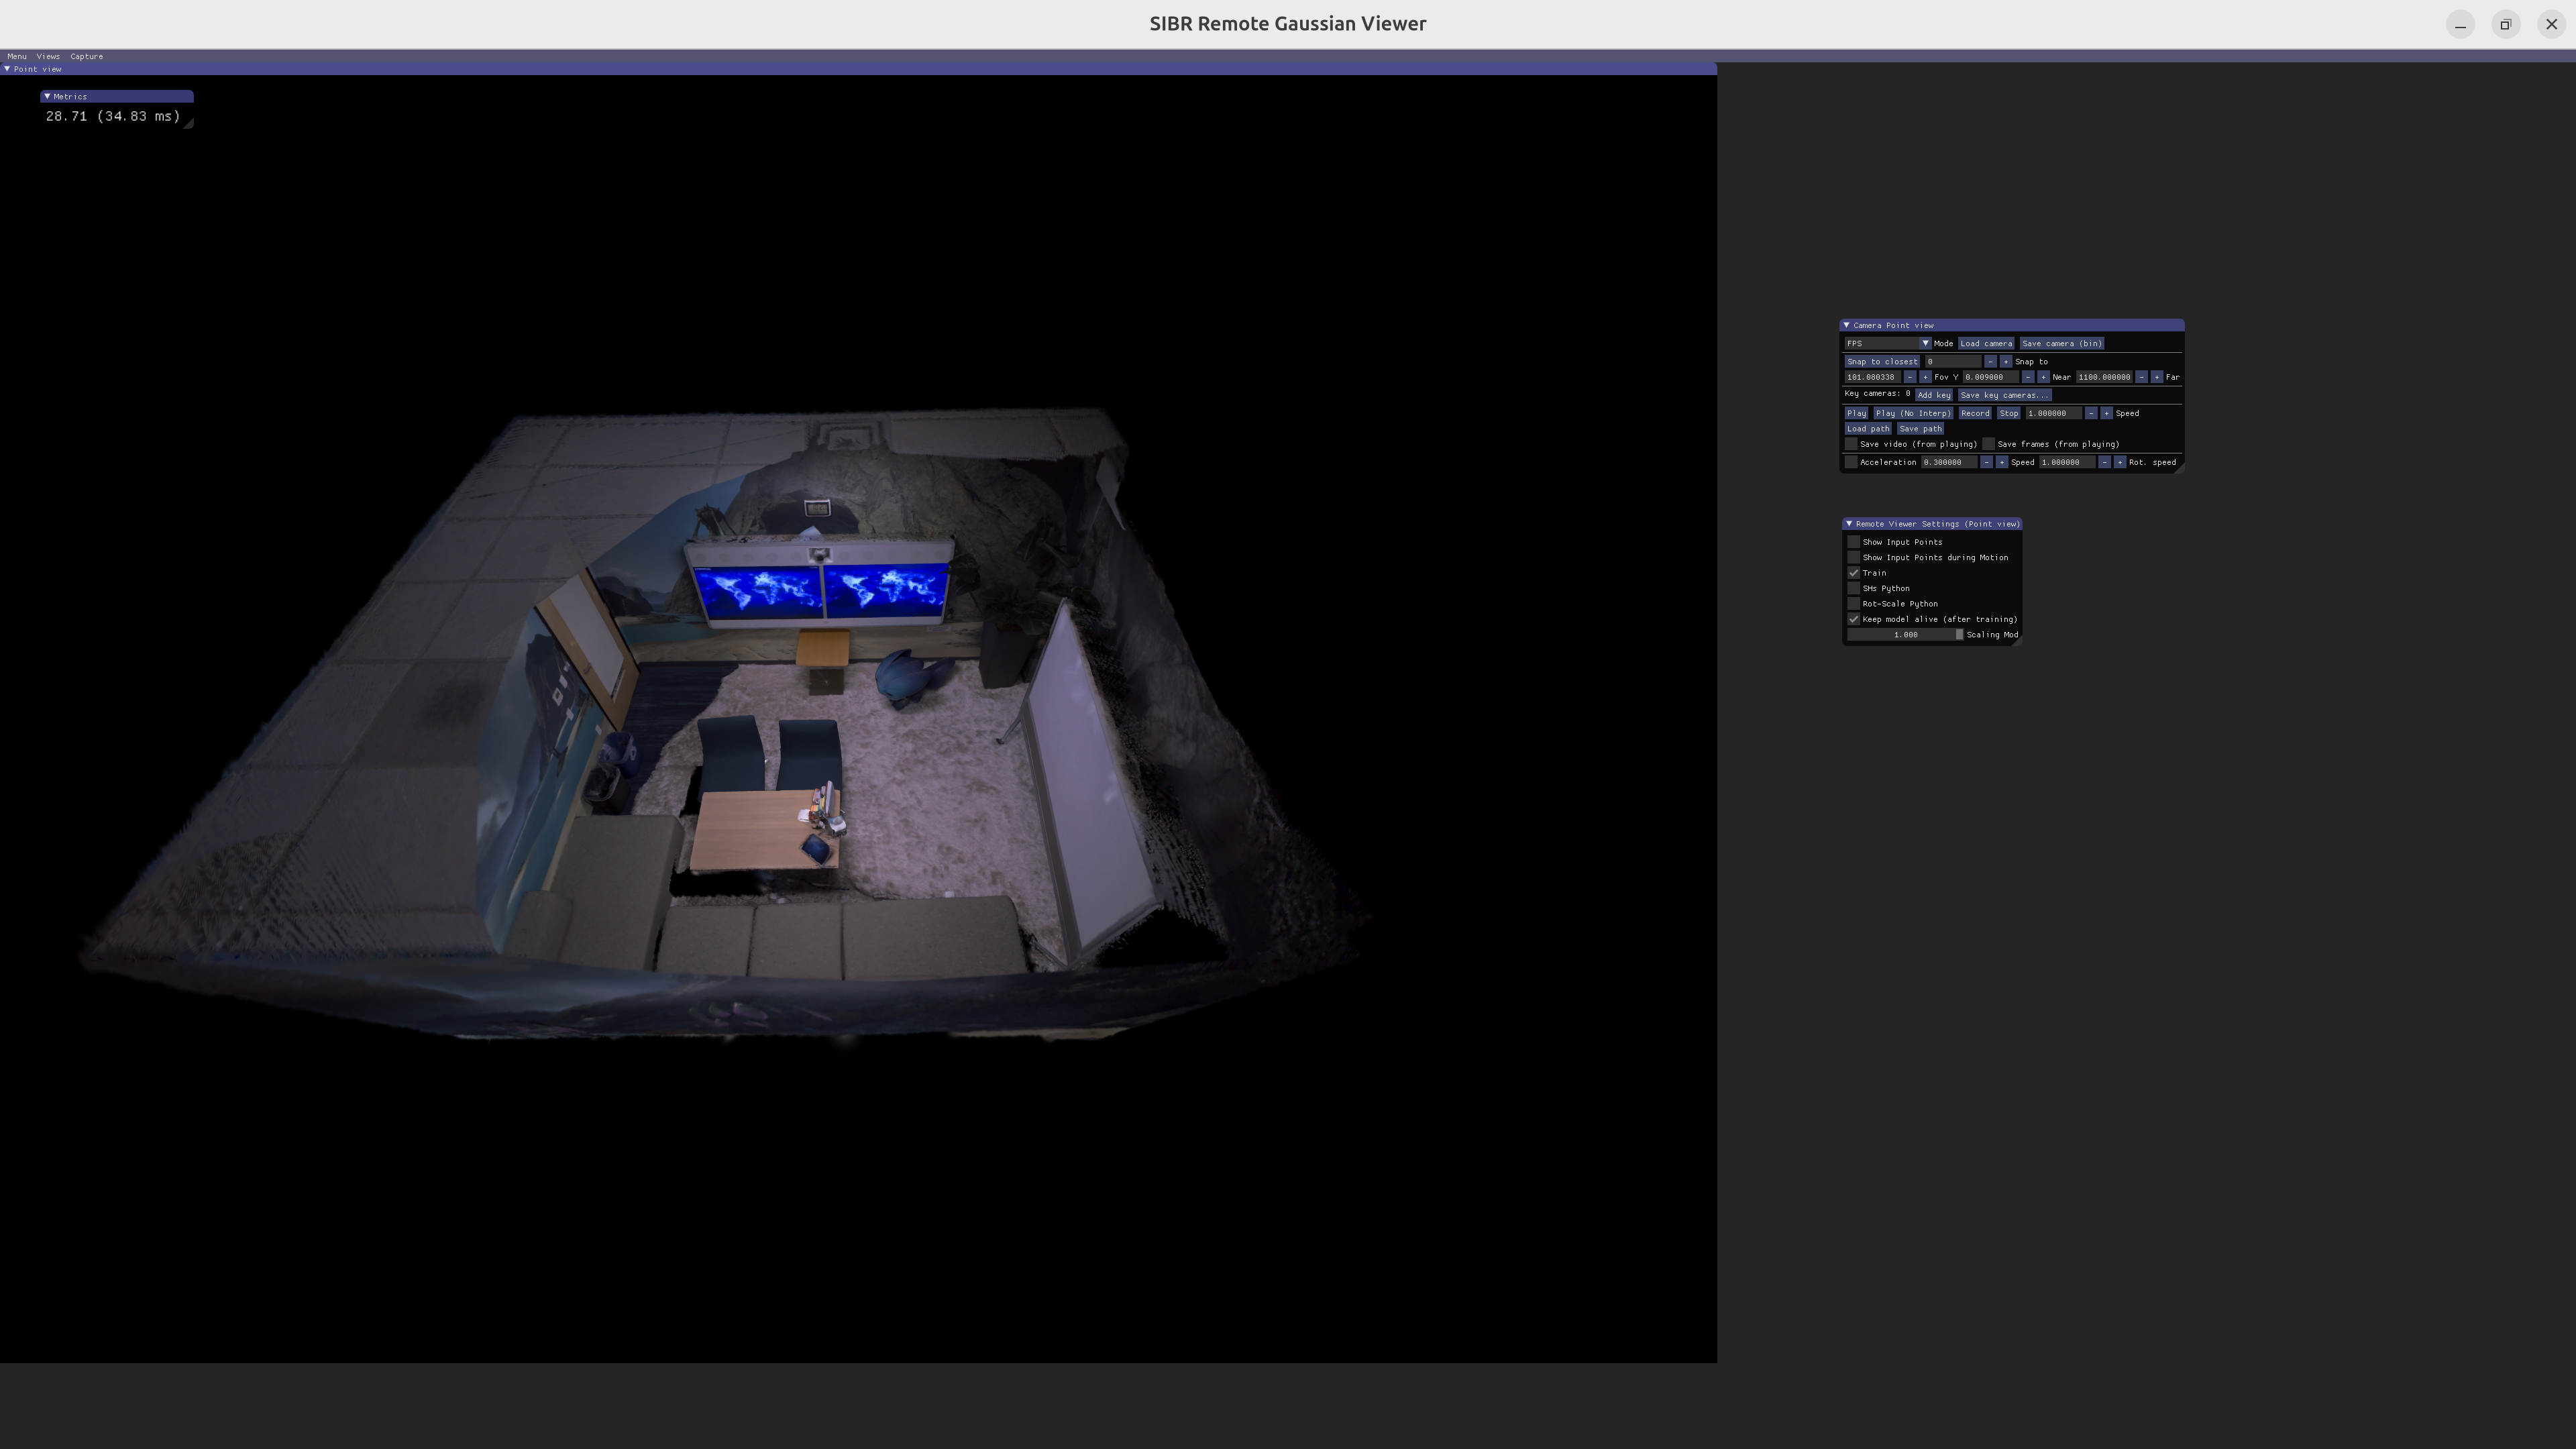 SIBR Remote Gaussian Viewer
Menu Views Capture
Point view
Metrics
28.71 (34.83 ms)
Camera Point view
FPS Mode Load camera Save camera (bin)
Snap to closest 0 - + Snap to
101.080338 - + Fov Y 0.009000 - + Near 1100.000000 - + Far
Key cameras: 0 Add key Save key cameras...
Play Play (No Interp) Record Stop 1.000000 - + Speed
Load path Save path
Save video (from playing) Save frames (from playing)
Acceleration 0.300000 - + Speed 1.000000 - + Rot. speed
Remote Viewer Settings (Point view)
Show Input Points
Show Input Points during Motion
Train
SHs Python
Rot-Scale Python
Keep model alive (after training)
1.000 Scaling Mod